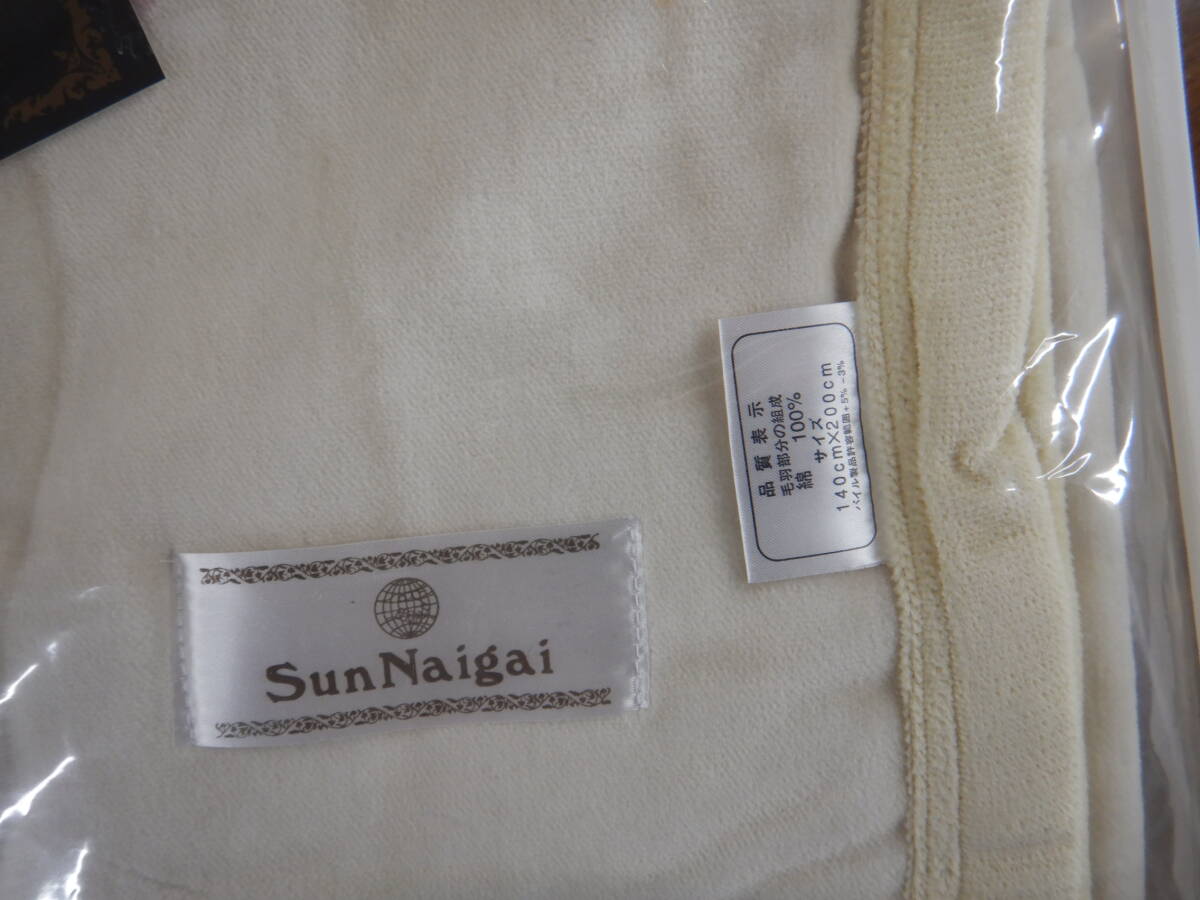 SunNaigai
品質表示
毛羽部分の組成
綿 100%
サイズ
140cm×200cm
パイル製品許容範囲+5%-3%